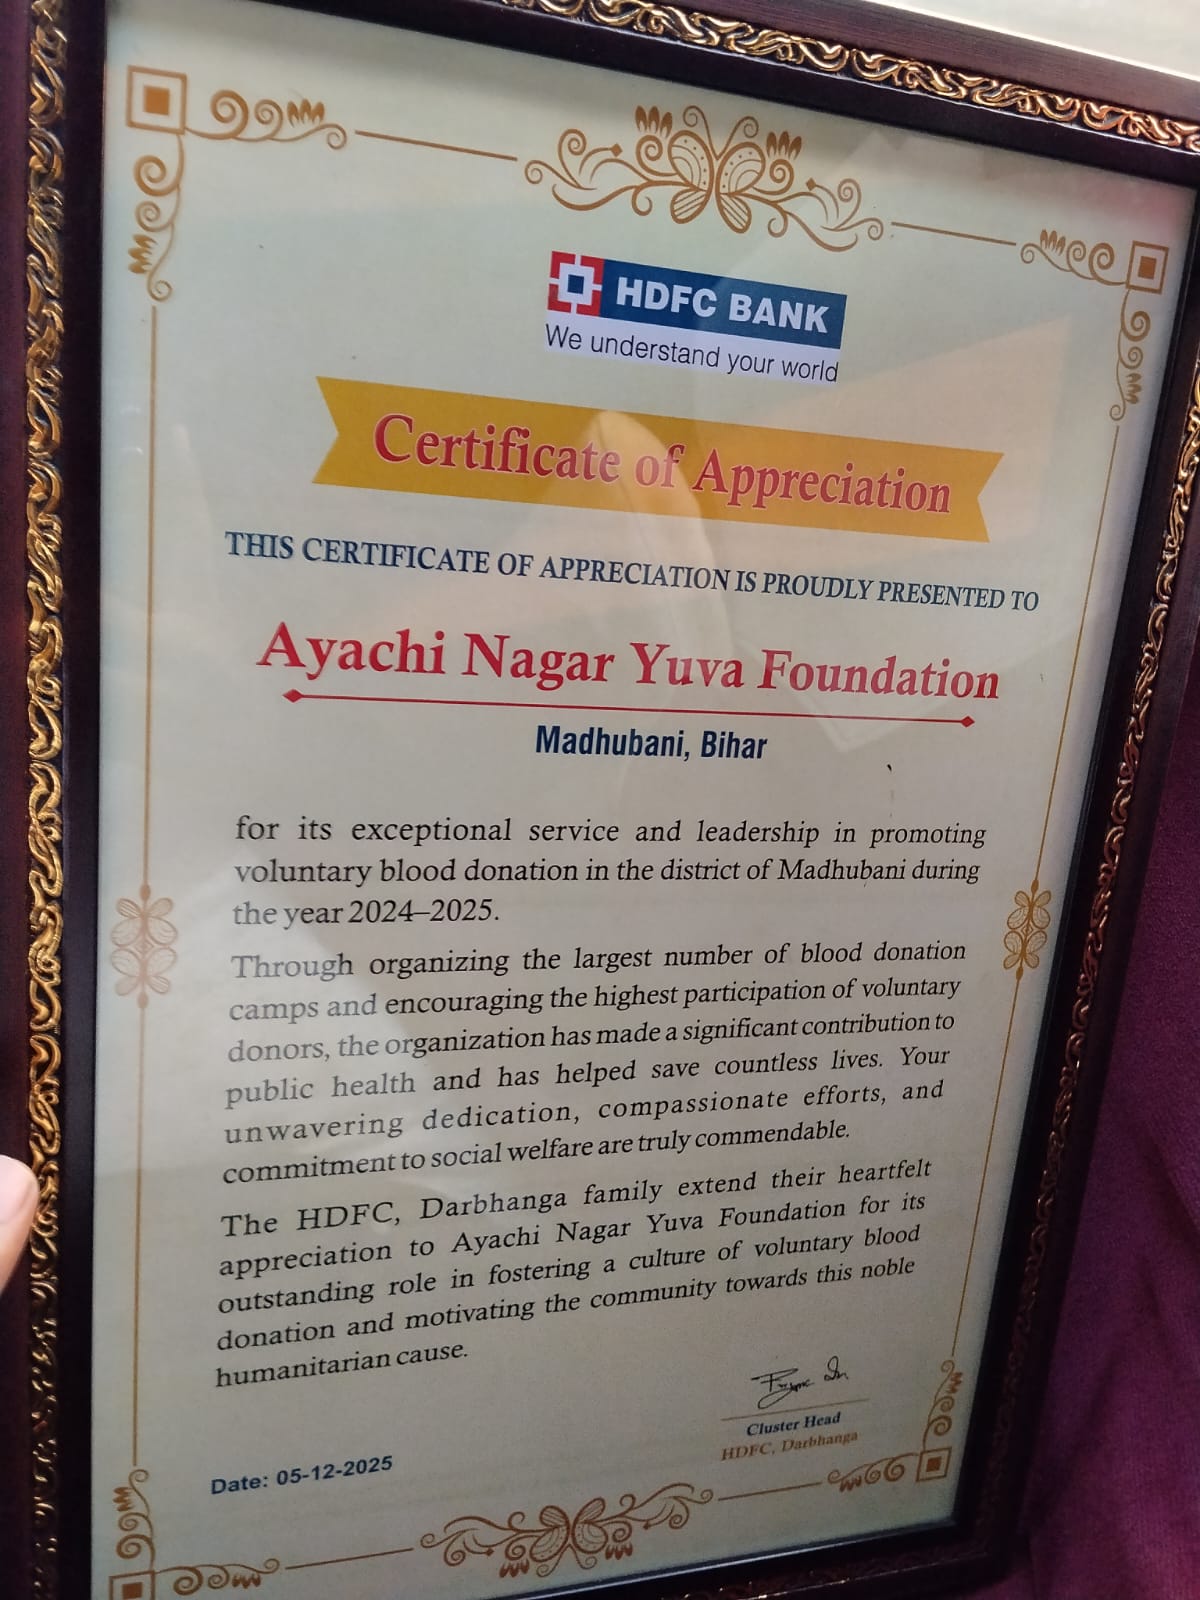 HDFC BANK
We understand your world
Certificate of Appreciation
THIS CERTIFICATE OF APPRECIATION IS PROUDLY PRESENTED TO
Ayachi Nagar Yuva Foundation
Madhubani, Bihar
for its exceptional service and leadership in promoting
voluntary blood donation in the district of Madhubani during
the year 2024–2025.
Through organizing the largest number of blood donation
camps and encouraging the highest participation of voluntary
donors, the organization has made a significant contribution to
public health and has helped save countless lives. Your
unwavering dedication, compassionate efforts, and
commitment to social welfare are truly commendable.
The HDFC, Darbhanga family extend their heartfelt
appreciation to Ayachi Nagar Yuva Foundation for its
outstanding role in fostering a culture of voluntary blood
donation and motivating the community towards this noble
humanitarian cause.
Cluster Head
HDFC, Darbhanga
Date: 05-12-2025